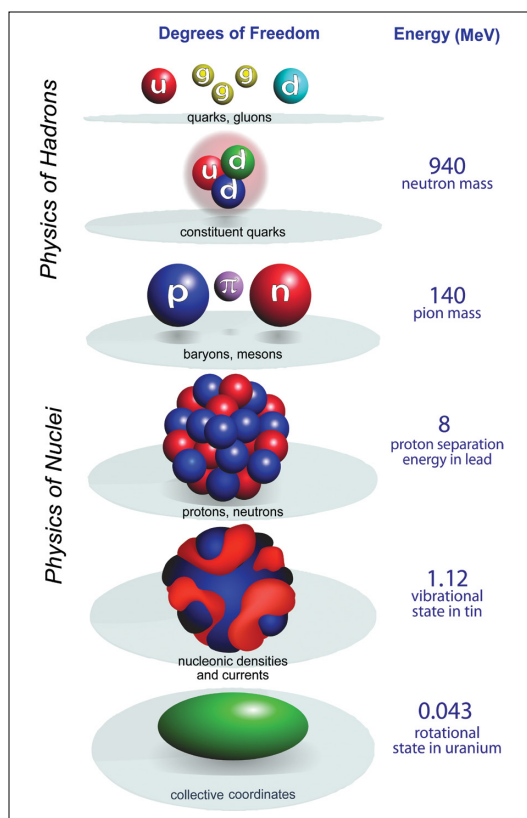 Degrees of Freedom
Energy (MeV)
Physics of Hadrons
u g g g d
quarks, gluons
u d d
constituent quarks
940
neutron mass
p π n
baryons, mesons
140
pion mass
Physics of Nuclei
protons, neutrons
8
proton separation
energy in lead
nucleonic densities
and currents
1.12
vibrational
state in tin
collective coordinates
0.043
rotational
state in uranium